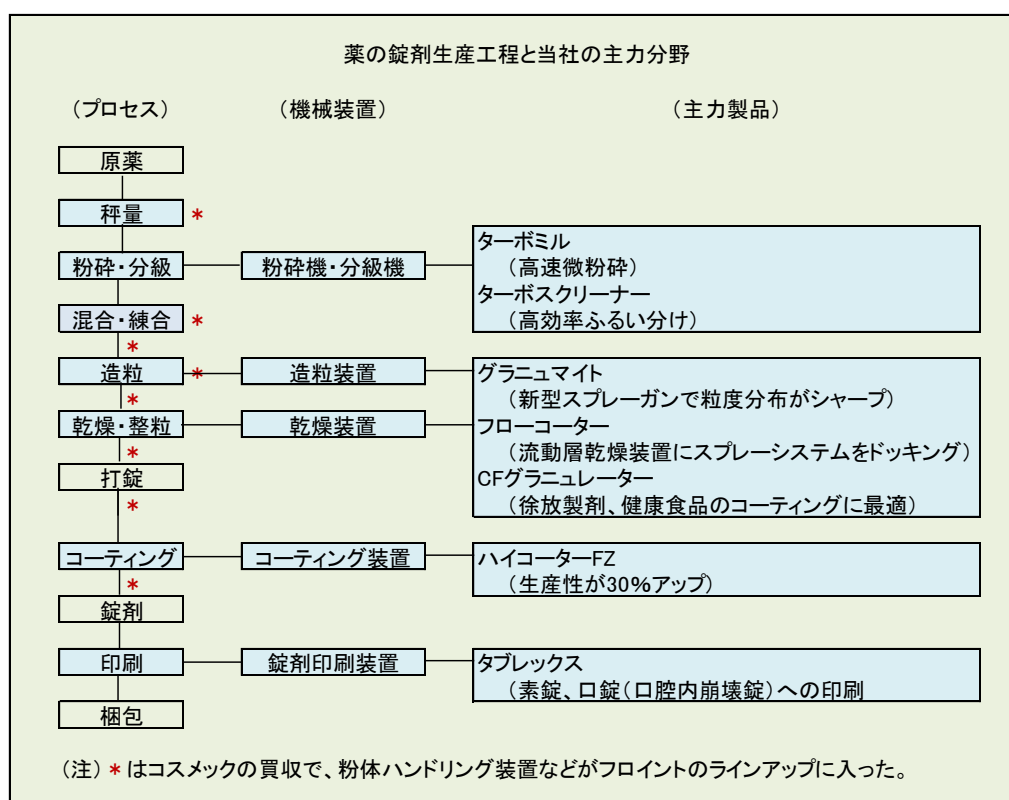 薬の錠剤生産工程と当社の主力分野
（プロセス） （機械装置） （主力製品）
原薬
秤量 *
粉砕・分級 粉砕機・分級機 ターボミル
（高速微粉砕）
ターボスクリーナー
（高効率ふるい分け）
混合・練合 *
*
造粒 * 造粒装置 グラニュマイト
（新型スプレーガンで粒度分布がシャープ）
*
乾燥・整粒 乾燥装置 フローコーター
（流動層乾燥装置にスプレーシステムをドッキング）
*
打錠 CFグラニュレーター
（徐放製剤、健康食品のコーティングに最適）
*
コーティング コーティング装置 ハイコーターFZ
（生産性が30％アップ）
*
錠剤
印刷 錠剤印刷装置 タブレックス
（素錠、口錠（口腔内崩壊錠）への印刷
梱包
（注）* はコスメックの買収で、粉体ハンドリング装置などがフロイントのラインアップに入った。